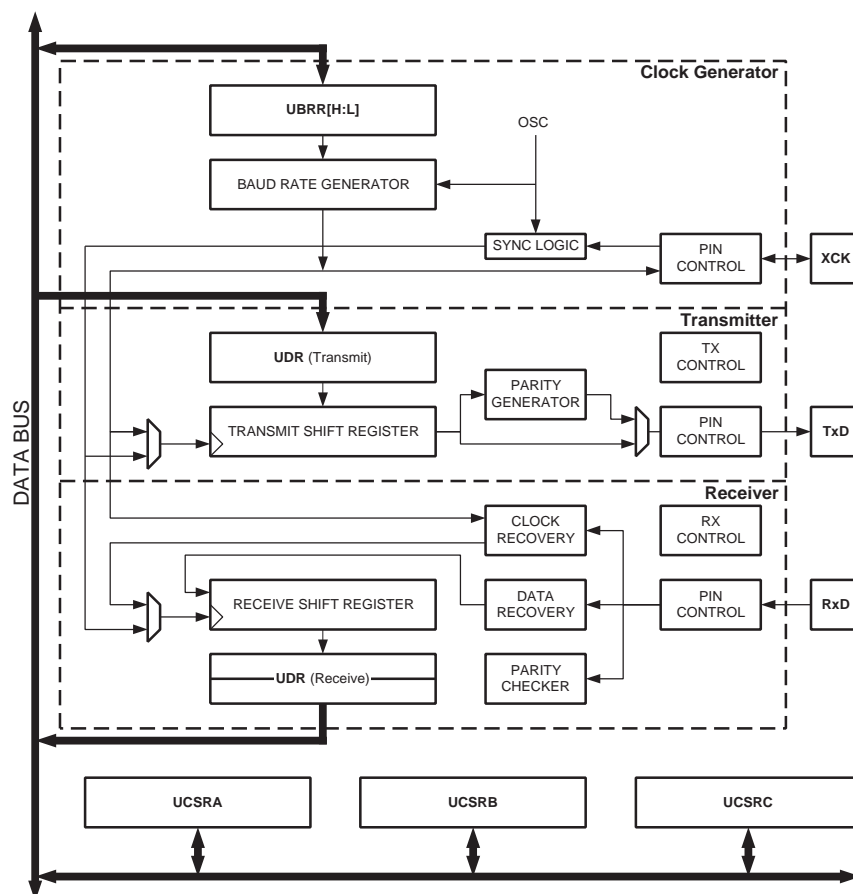 Clock Generator
UBRR[H:L]
OSC
BAUD RATE GENERATOR
SYNC LOGIC
PIN
CONTROL
XCK
Transmitter
TX
CONTROL
UDR (Transmit)
PARITY
GENERATOR
TRANSMIT SHIFT REGISTER
PIN
CONTROL
TxD
DATA BUS
Receiver
CLOCK
RECOVERY
RX
CONTROL
RECEIVE SHIFT REGISTER
DATA
RECOVERY
PIN
CONTROL
RxD
UDR (Receive)
PARITY
CHECKER
UCSRA
UCSRB
UCSRC